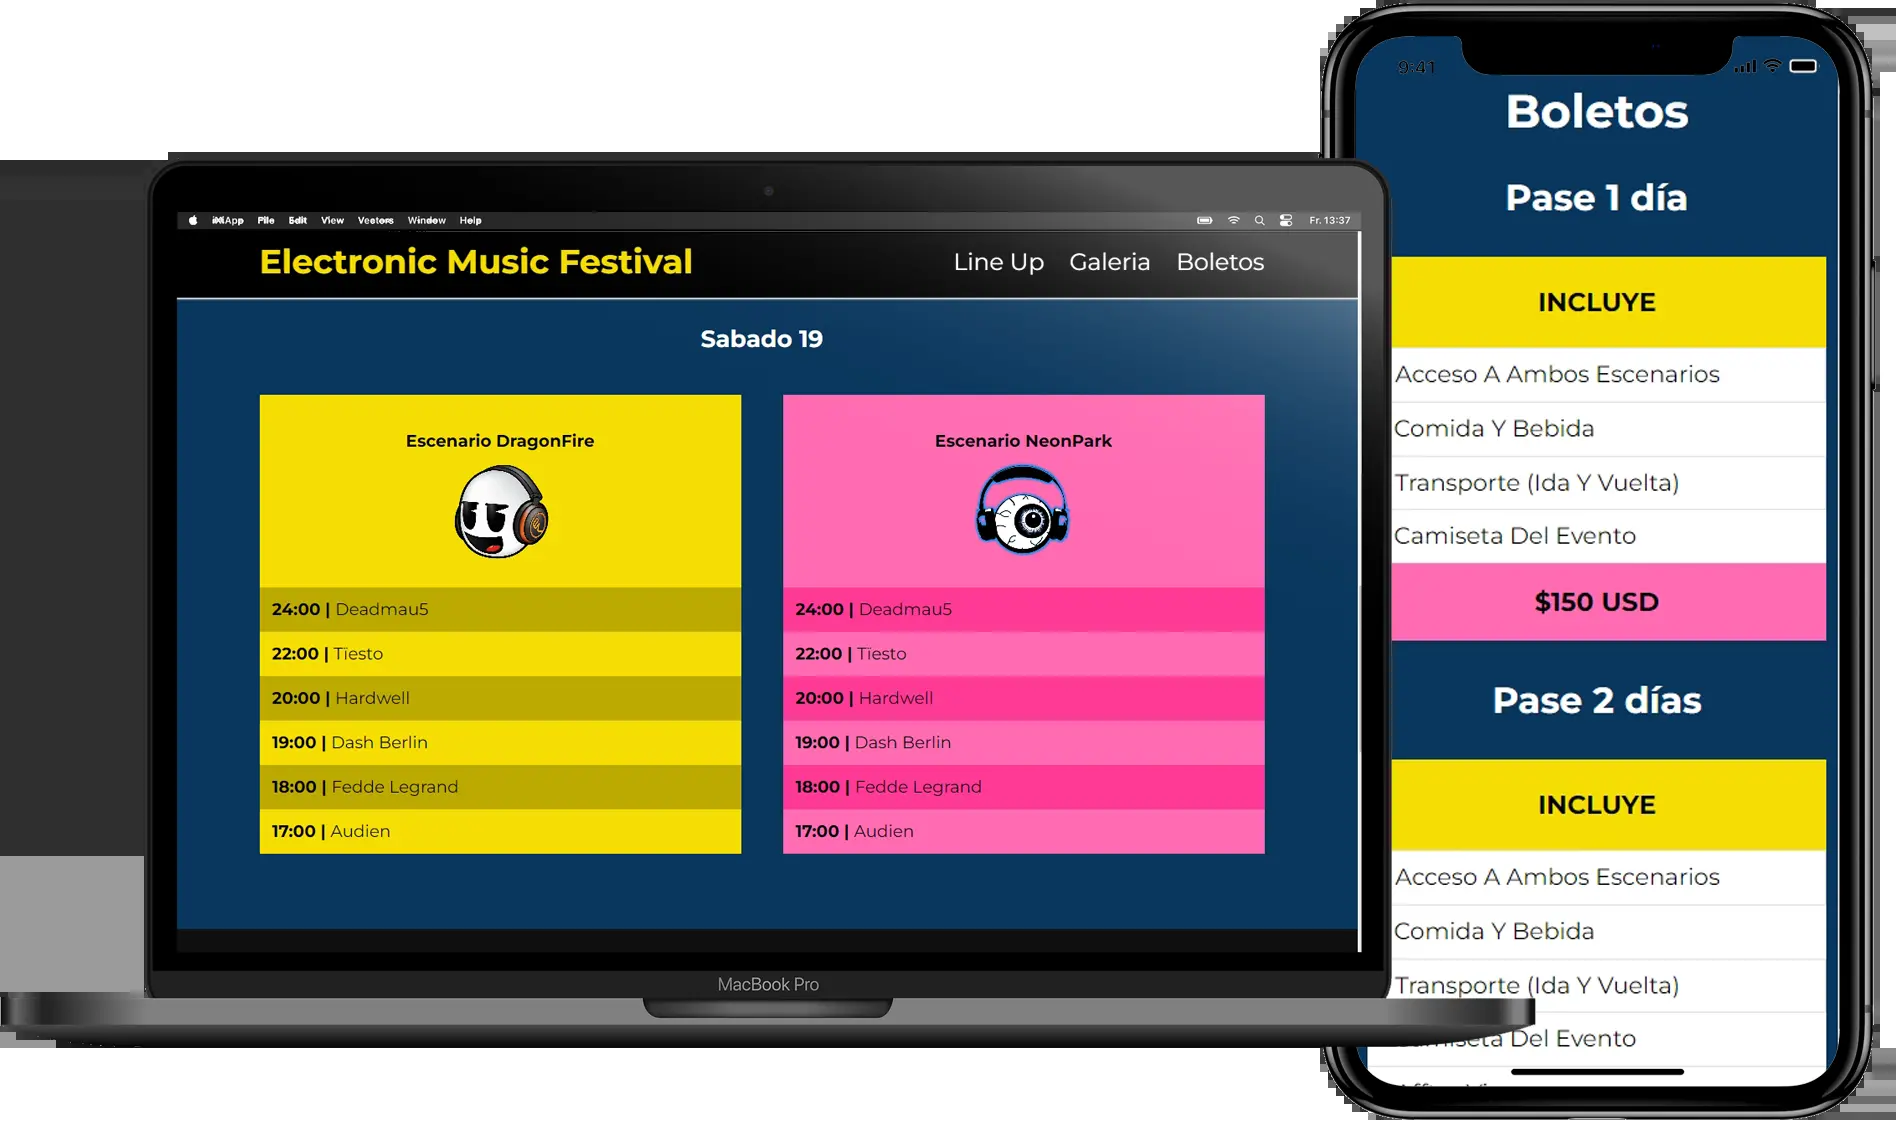 App File Edit View Vectors Window Help
Fr. 13:37
Electronic Music Festival
Line Up Galeria Boletos
Sabado 19
Escenario DragonFire
24:00 | Deadmau5
22:00 | Tïesto
20:00 | Hardwell
19:00 | Dash Berlin
18:00 | Fedde Legrand
17:00 | Audien
Escenario NeonPark
24:00 | Deadmau5
22:00 | Tïesto
20:00 | Hardwell
19:00 | Dash Berlin
18:00 | Fedde Legrand
17:00 | Audien
MacBook Pro
9:41
Boletos
Pase 1 día
INCLUYE
Acceso A Ambos Escenarios
Comida Y Bebida
Transporte (Ida Y Vuelta)
Camiseta Del Evento
$150 USD
Pase 2 días
INCLUYE
Acceso A Ambos Escenarios
Comida Y Bebida
Transporte (Ida Y Vuelta)
Camiseta Del Evento